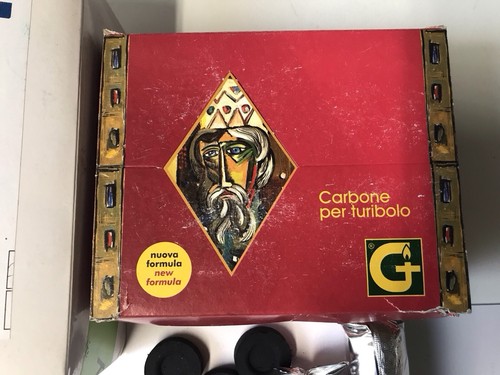 Carbone
per turibolo
nuova
formula
new
formula
®
G